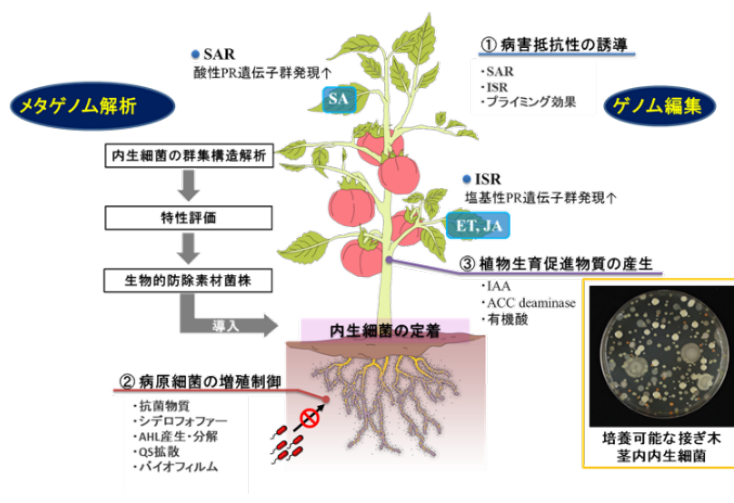 ● SAR
酸性PR遺伝子群発現↑
SA
① 病害抵抗性の誘導
・SAR
・ISR
・プライミング効果
メタゲノム解析
ゲノム編集
内生細菌の群集構造解析
特性評価
生物的防除素材菌株
導入
● ISR
塩基性PR遺伝子群発現↑
ET, JA
③ 植物生育促進物質の産生
・IAA
・ACC deaminase
・有機酸
内生細菌の定着
② 病原細菌の増殖制御
・抗菌物質
・シデロフォファー
・AHL産生・分解
・QS拡散
・バイオフィルム
培養可能な接ぎ木
茎内内生細菌